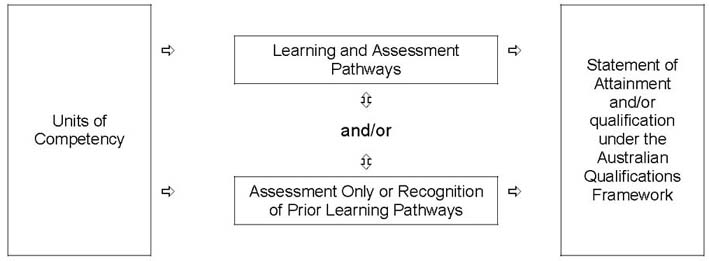 Units of
Competency
Learning and Assessment
Pathways
and/or
Assessment Only or Recognition
of Prior Learning Pathways
Statement of
Attainment
and/or
qualification
under the
Australian
Qualifications
Framework